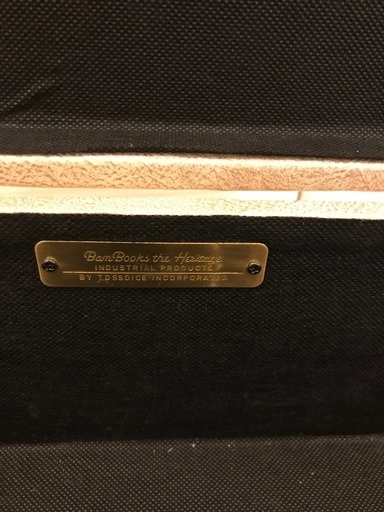 BamBooks the Heritage
INDUSTRIAL PRODUCTS
BY TOSSDICE INCORPORATED